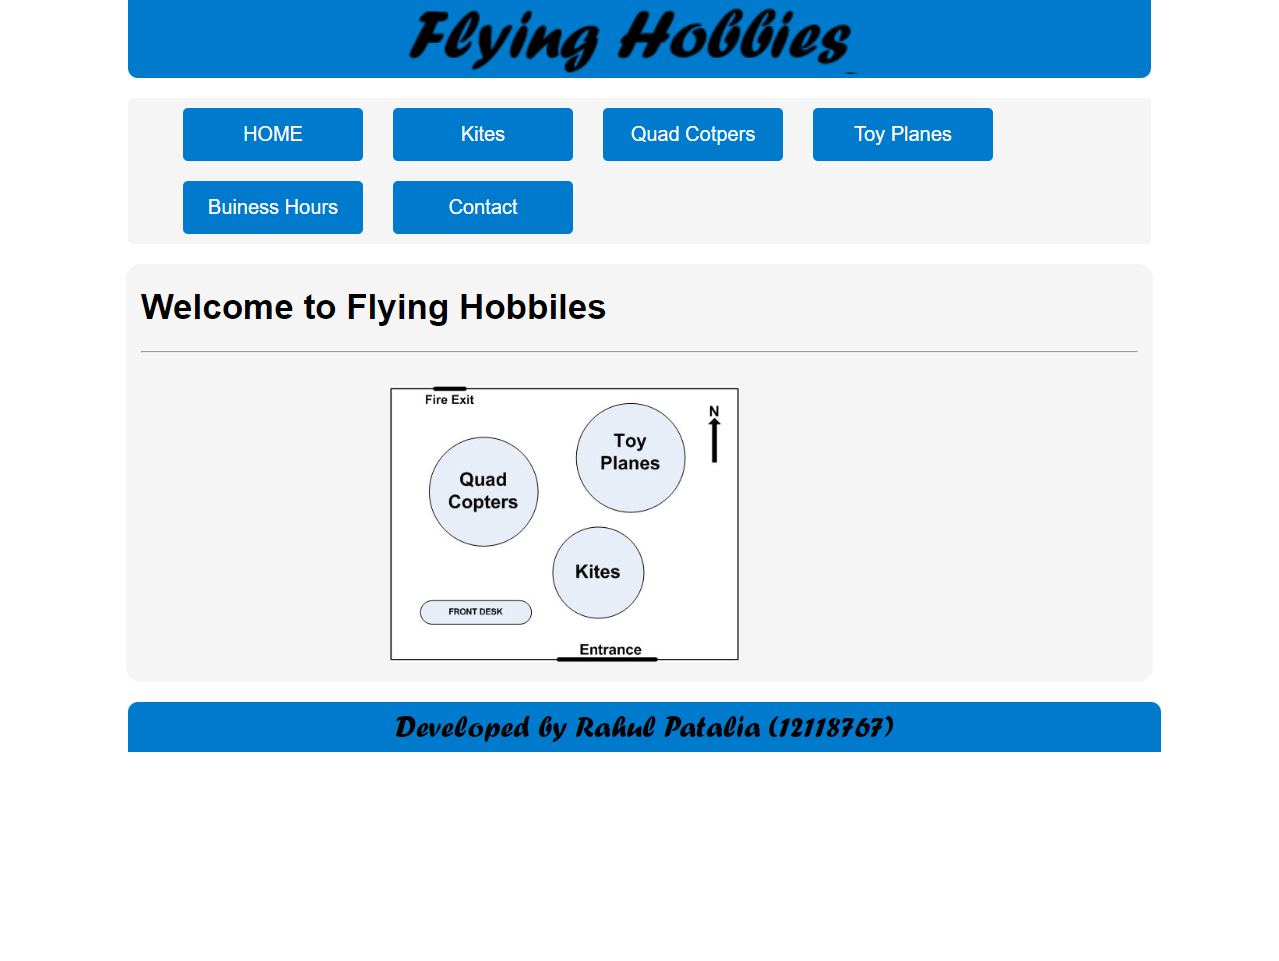 Flying Hobbies
HOME Kites Quad Cotpers Toy Planes
Buiness Hours Contact
Welcome to Flying Hobbiles
Fire Exit
N
Toy
Planes
Quad
Copters
Kites
FRONT DESK
Entrance
Developed by Rahul Patalia (12118767)